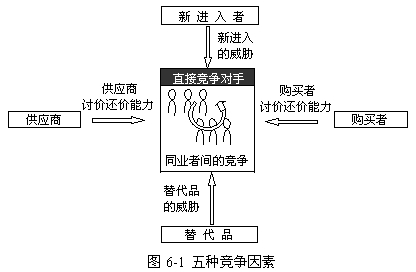 新进入者
新进入
的威胁
直接竞争对手
供应商
讨价还价能力
购买者
讨价还价能力
供应商
购买者
同业者间的竞争
替代品
的威胁
替代品
图 6-1 五种竞争因素